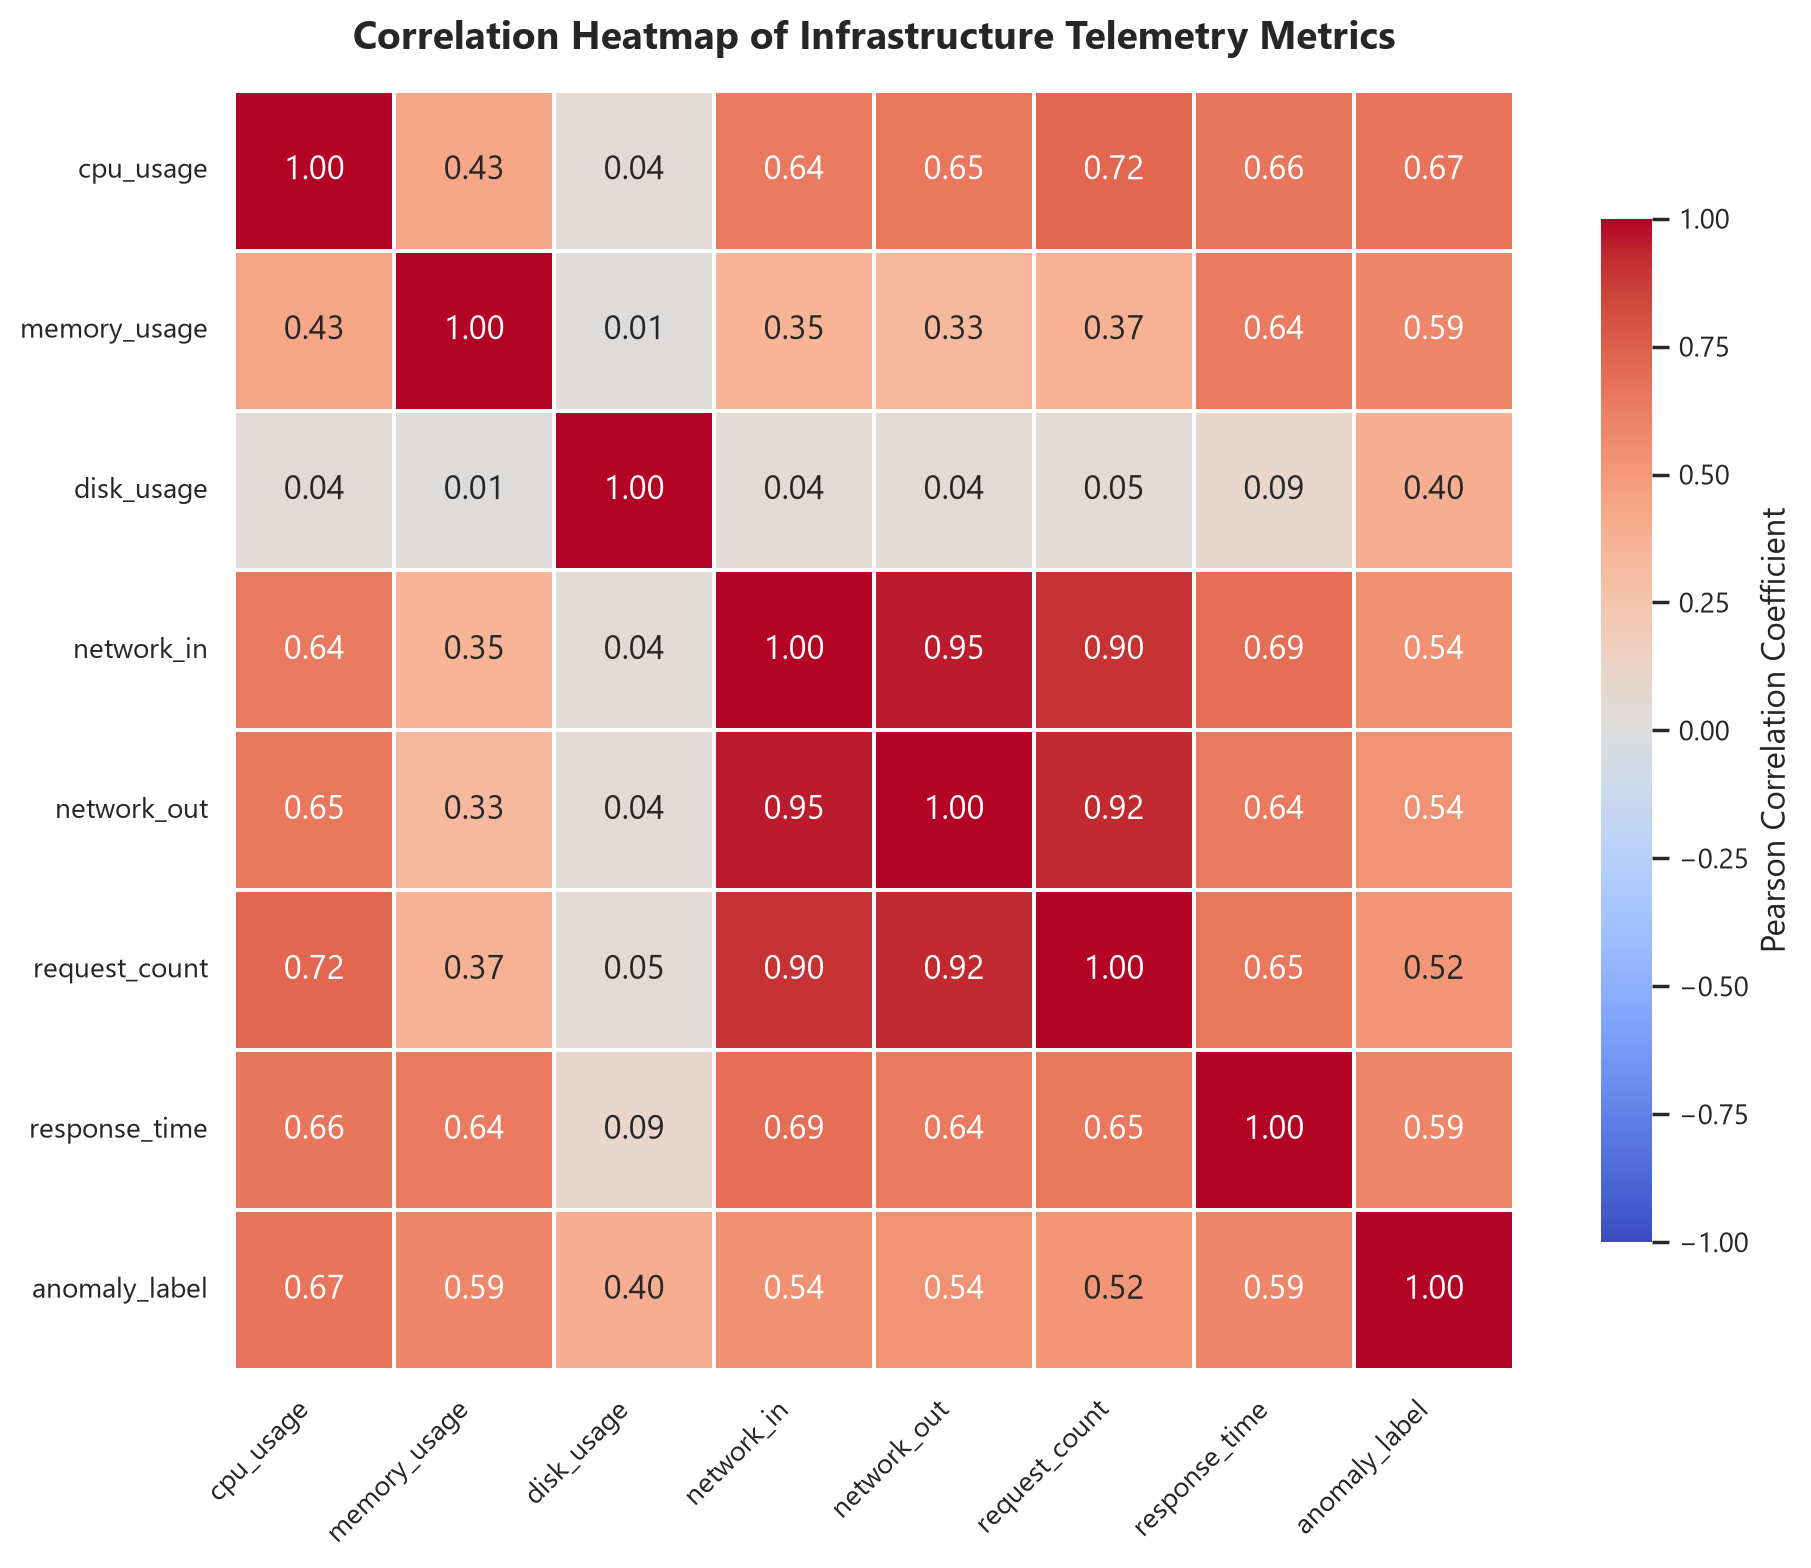 Correlation Heatmap of Infrastructure Telemetry Metrics
cpu_usage 1.00 0.43 0.04 0.64 0.65 0.72 0.66 0.67
memory_usage 0.43 1.00 0.01 0.35 0.33 0.37 0.64 0.59
disk_usage 0.04 0.01 1.00 0.04 0.04 0.05 0.09 0.40
network_in 0.64 0.35 0.04 1.00 0.95 0.90 0.69 0.54
network_out 0.65 0.33 0.04 0.95 1.00 0.92 0.64 0.54
request_count 0.72 0.37 0.05 0.90 0.92 1.00 0.65 0.52
response_time 0.66 0.64 0.09 0.69 0.64 0.65 1.00 0.59
anomaly_label 0.67 0.59 0.40 0.54 0.54 0.52 0.59 1.00
cpu_usage
memory_usage
disk_usage
network_in
network_out
request_count
response_time
anomaly_label
1.00
0.75
0.50
0.25
0.00
−0.25
−0.50
−0.75
−1.00
Pearson Correlation Coefficient